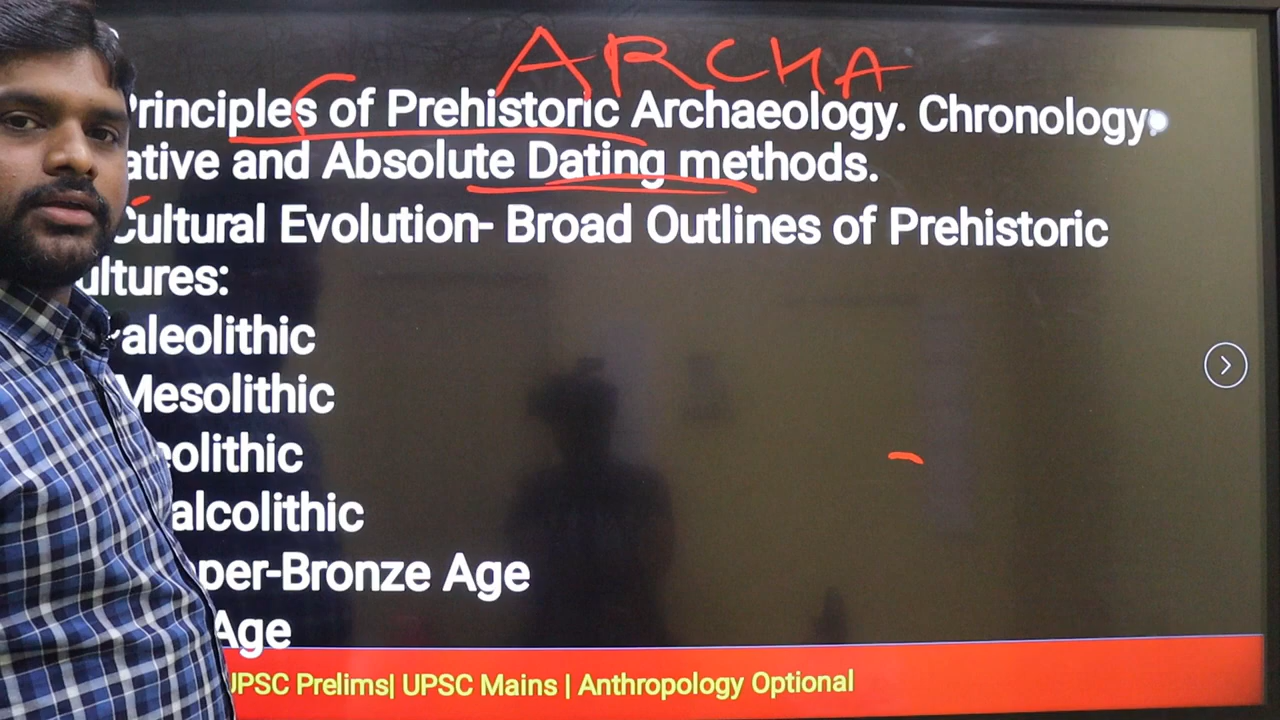 ARCHA
Principles of Prehistoric Archaeology. Chronology:
ative and Absolute Dating methods.
Cultural Evolution- Broad Outlines of Prehistoric
ultures:
aleolithic
Mesolithic
eolithic
alcolithic
per-Bronze Age
Age
UPSC Prelims| UPSC Mains | Anthropology Optional